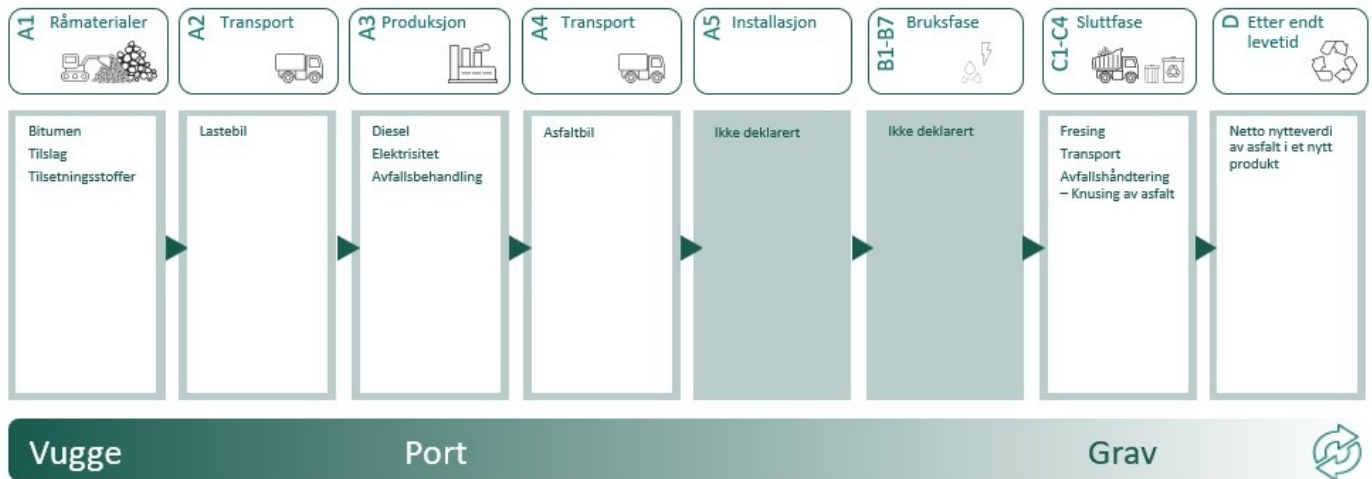 A1 Råmaterialer
A2 Transport
A3 Produksjon
A4 Transport
A5 Installasjon
B1-B7 Bruksfase
C1-C4 Sluttfase
D Etter endt
levetid
Bitumen
Tilslag
Tilsetningsstoffer
Lastebil
Diesel
Elektrisitet
Avfallsbehandling
Asfaltbil
Ikke deklarert
Ikke deklarert
Fresing
Transport
Avfallshåndtering
– Knusing av asfalt
Netto nytteverdi
av asfalt i et nytt
produkt
Vugge
Port
Grav